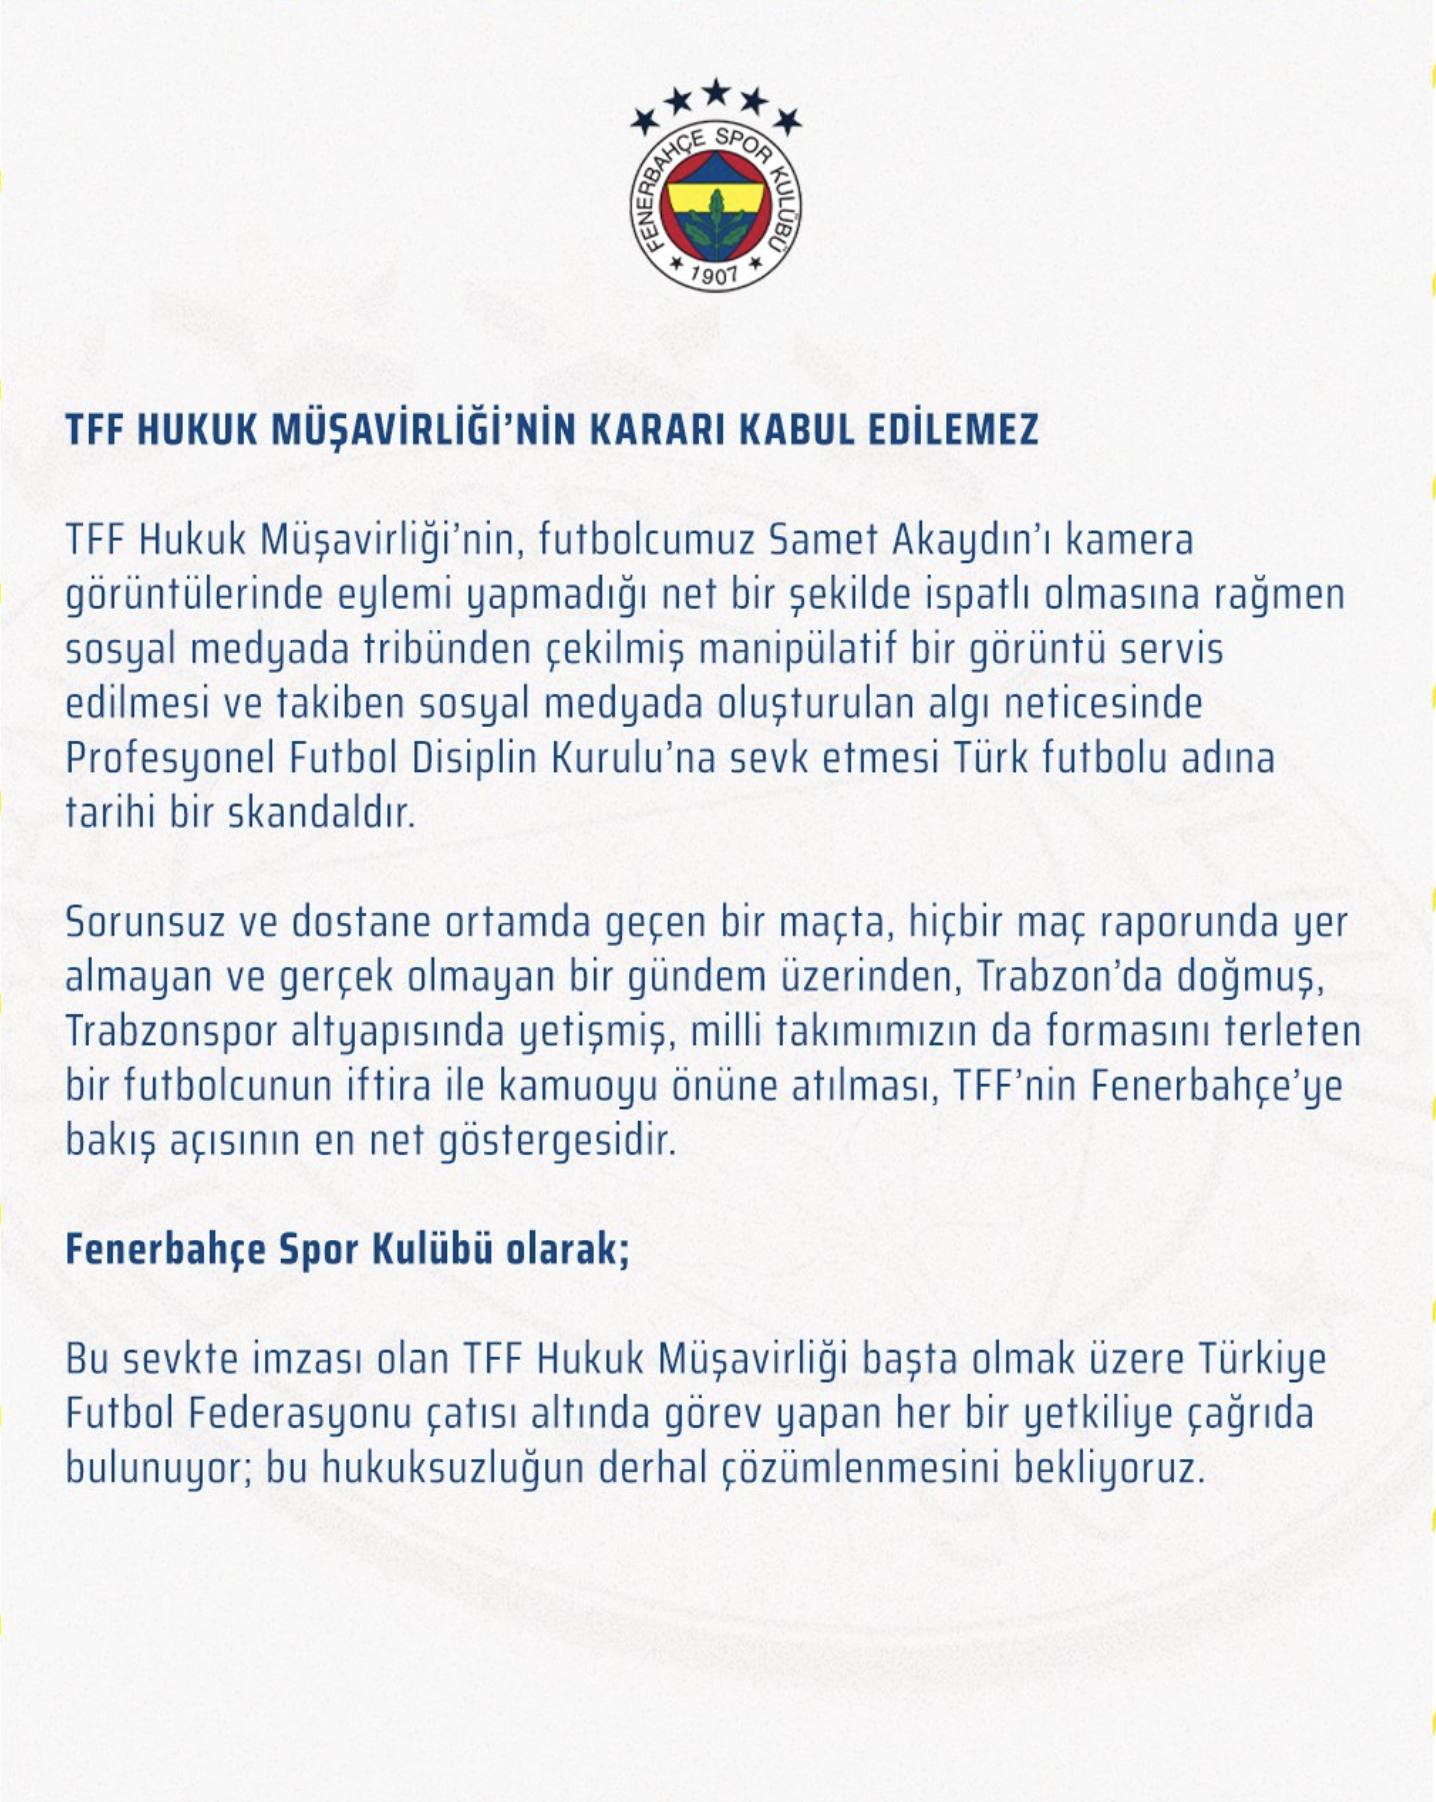 FENERBAHÇE SPOR KULÜBÜ
1907
TFF HUKUK MÜŞAVİRLİĞİ’NİN KARARI KABUL EDİLEMEZ
TFF Hukuk Müşavirliği’nin, futbolcumuz Samet Akaydın’ı kamera
görüntülerinde eylemi yapmadığı net bir şekilde ispatlı olmasına rağmen
sosyal medyada tribünden çekilmiş manipülatif bir görüntü servis
edilmesi ve takiben sosyal medyada oluşturulan algı neticesinde
Profesyonel Futbol Disiplin Kurulu’na sevk etmesi Türk futbolu adına
tarihi bir skandaldır.
Sorunsuz ve dostane ortamda geçen bir maçta, hiçbir maç raporunda yer
almayan ve gerçek olmayan bir gündem üzerinden, Trabzon’da doğmuş,
Trabzonspor altyapısında yetişmiş, milli takımımızın da formasını terleten
bir futbolcunun iftira ile kamuoyu önüne atılması, TFF’nin Fenerbahçe’ye
bakış açısının en net göstergesidir.
Fenerbahçe Spor Kulübü olarak;
Bu sevkte imzası olan TFF Hukuk Müşavirliği başta olmak üzere Türkiye
Futbol Federasyonu çatısı altında görev yapan her bir yetkiliye çağrıda
bulunuyor; bu hukuksuzluğun derhal çözümlenmesini bekliyoruz.